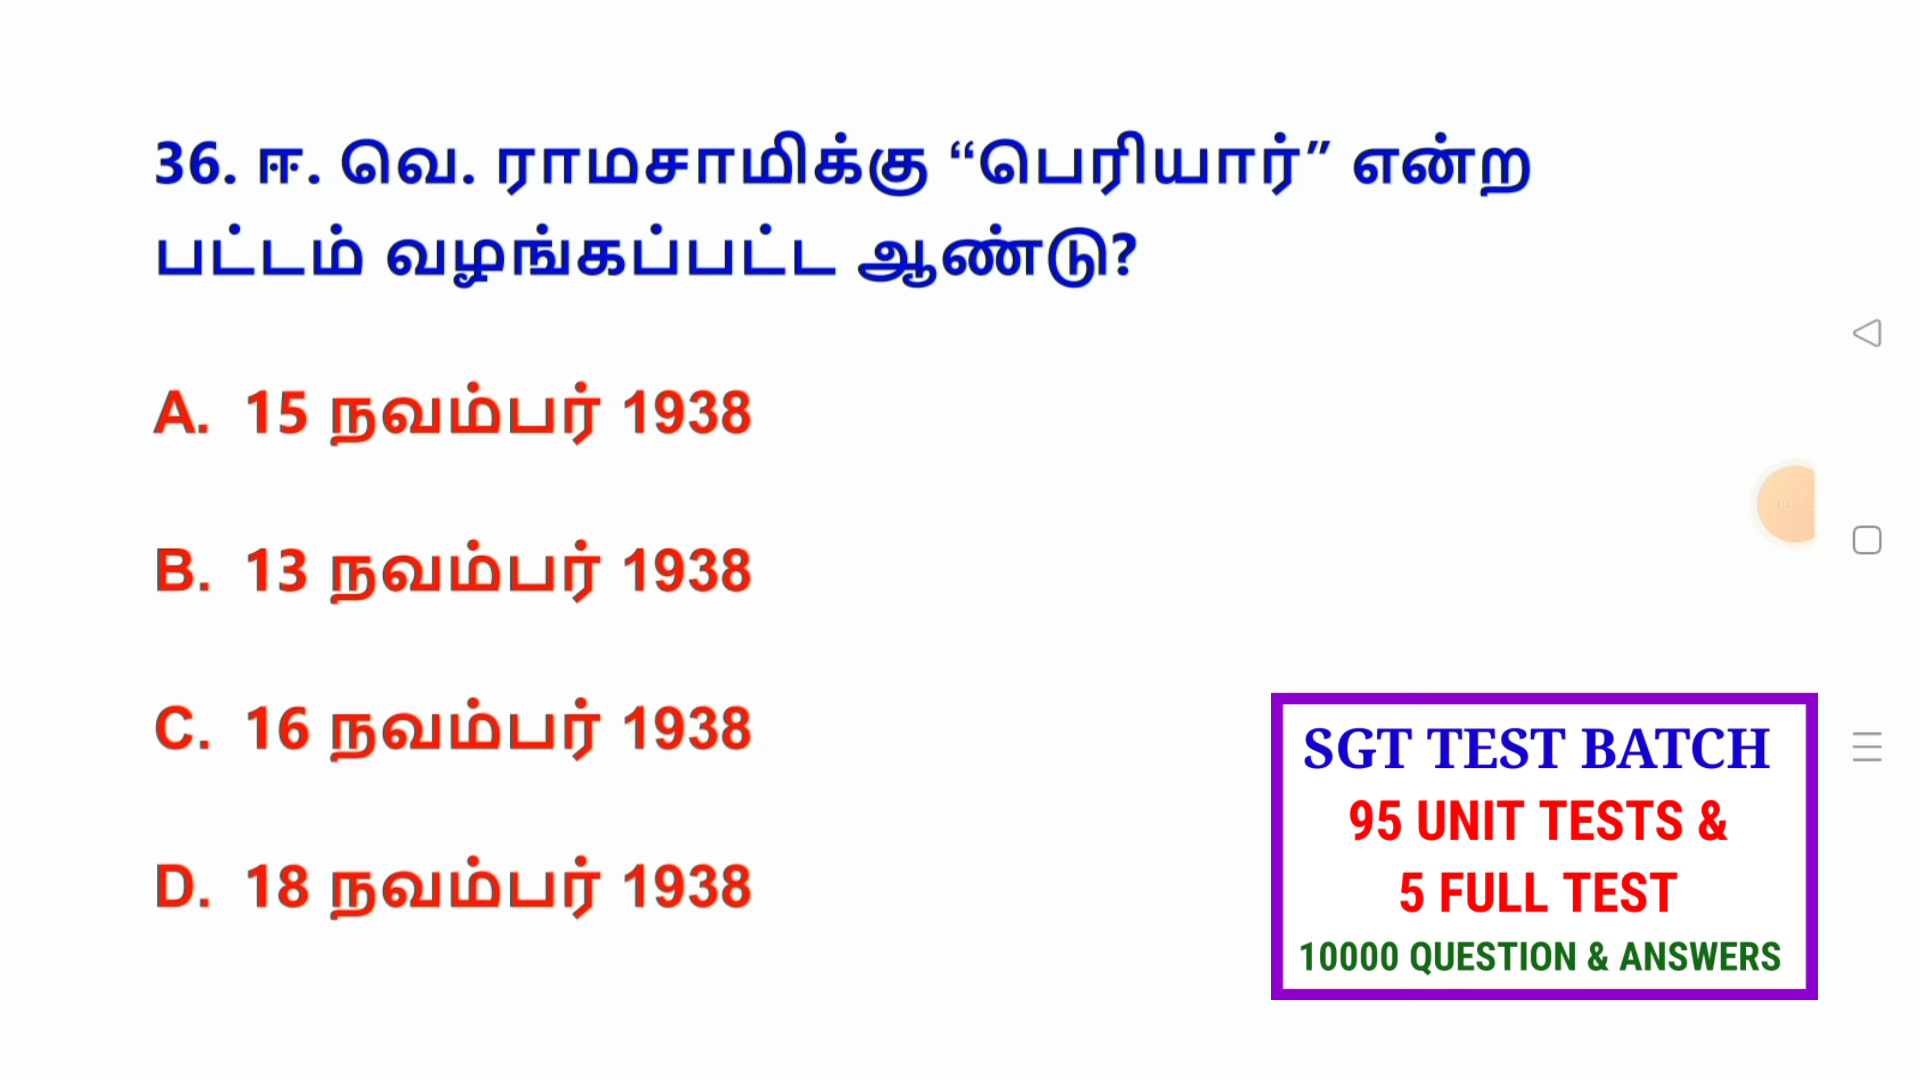 36. ஈ. வெ. ராமசாமிக்கு “பெரியார்” என்ற
பட்டம் வழங்கப்பட்ட ஆண்டு?
A. 15 நவம்பர் 1938
B. 13 நவம்பர் 1938
C. 16 நவம்பர் 1938
D. 18 நவம்பர் 1938
SGT TEST BATCH
95 UNIT TESTS &
5 FULL TEST
10000 QUESTION & ANSWERS